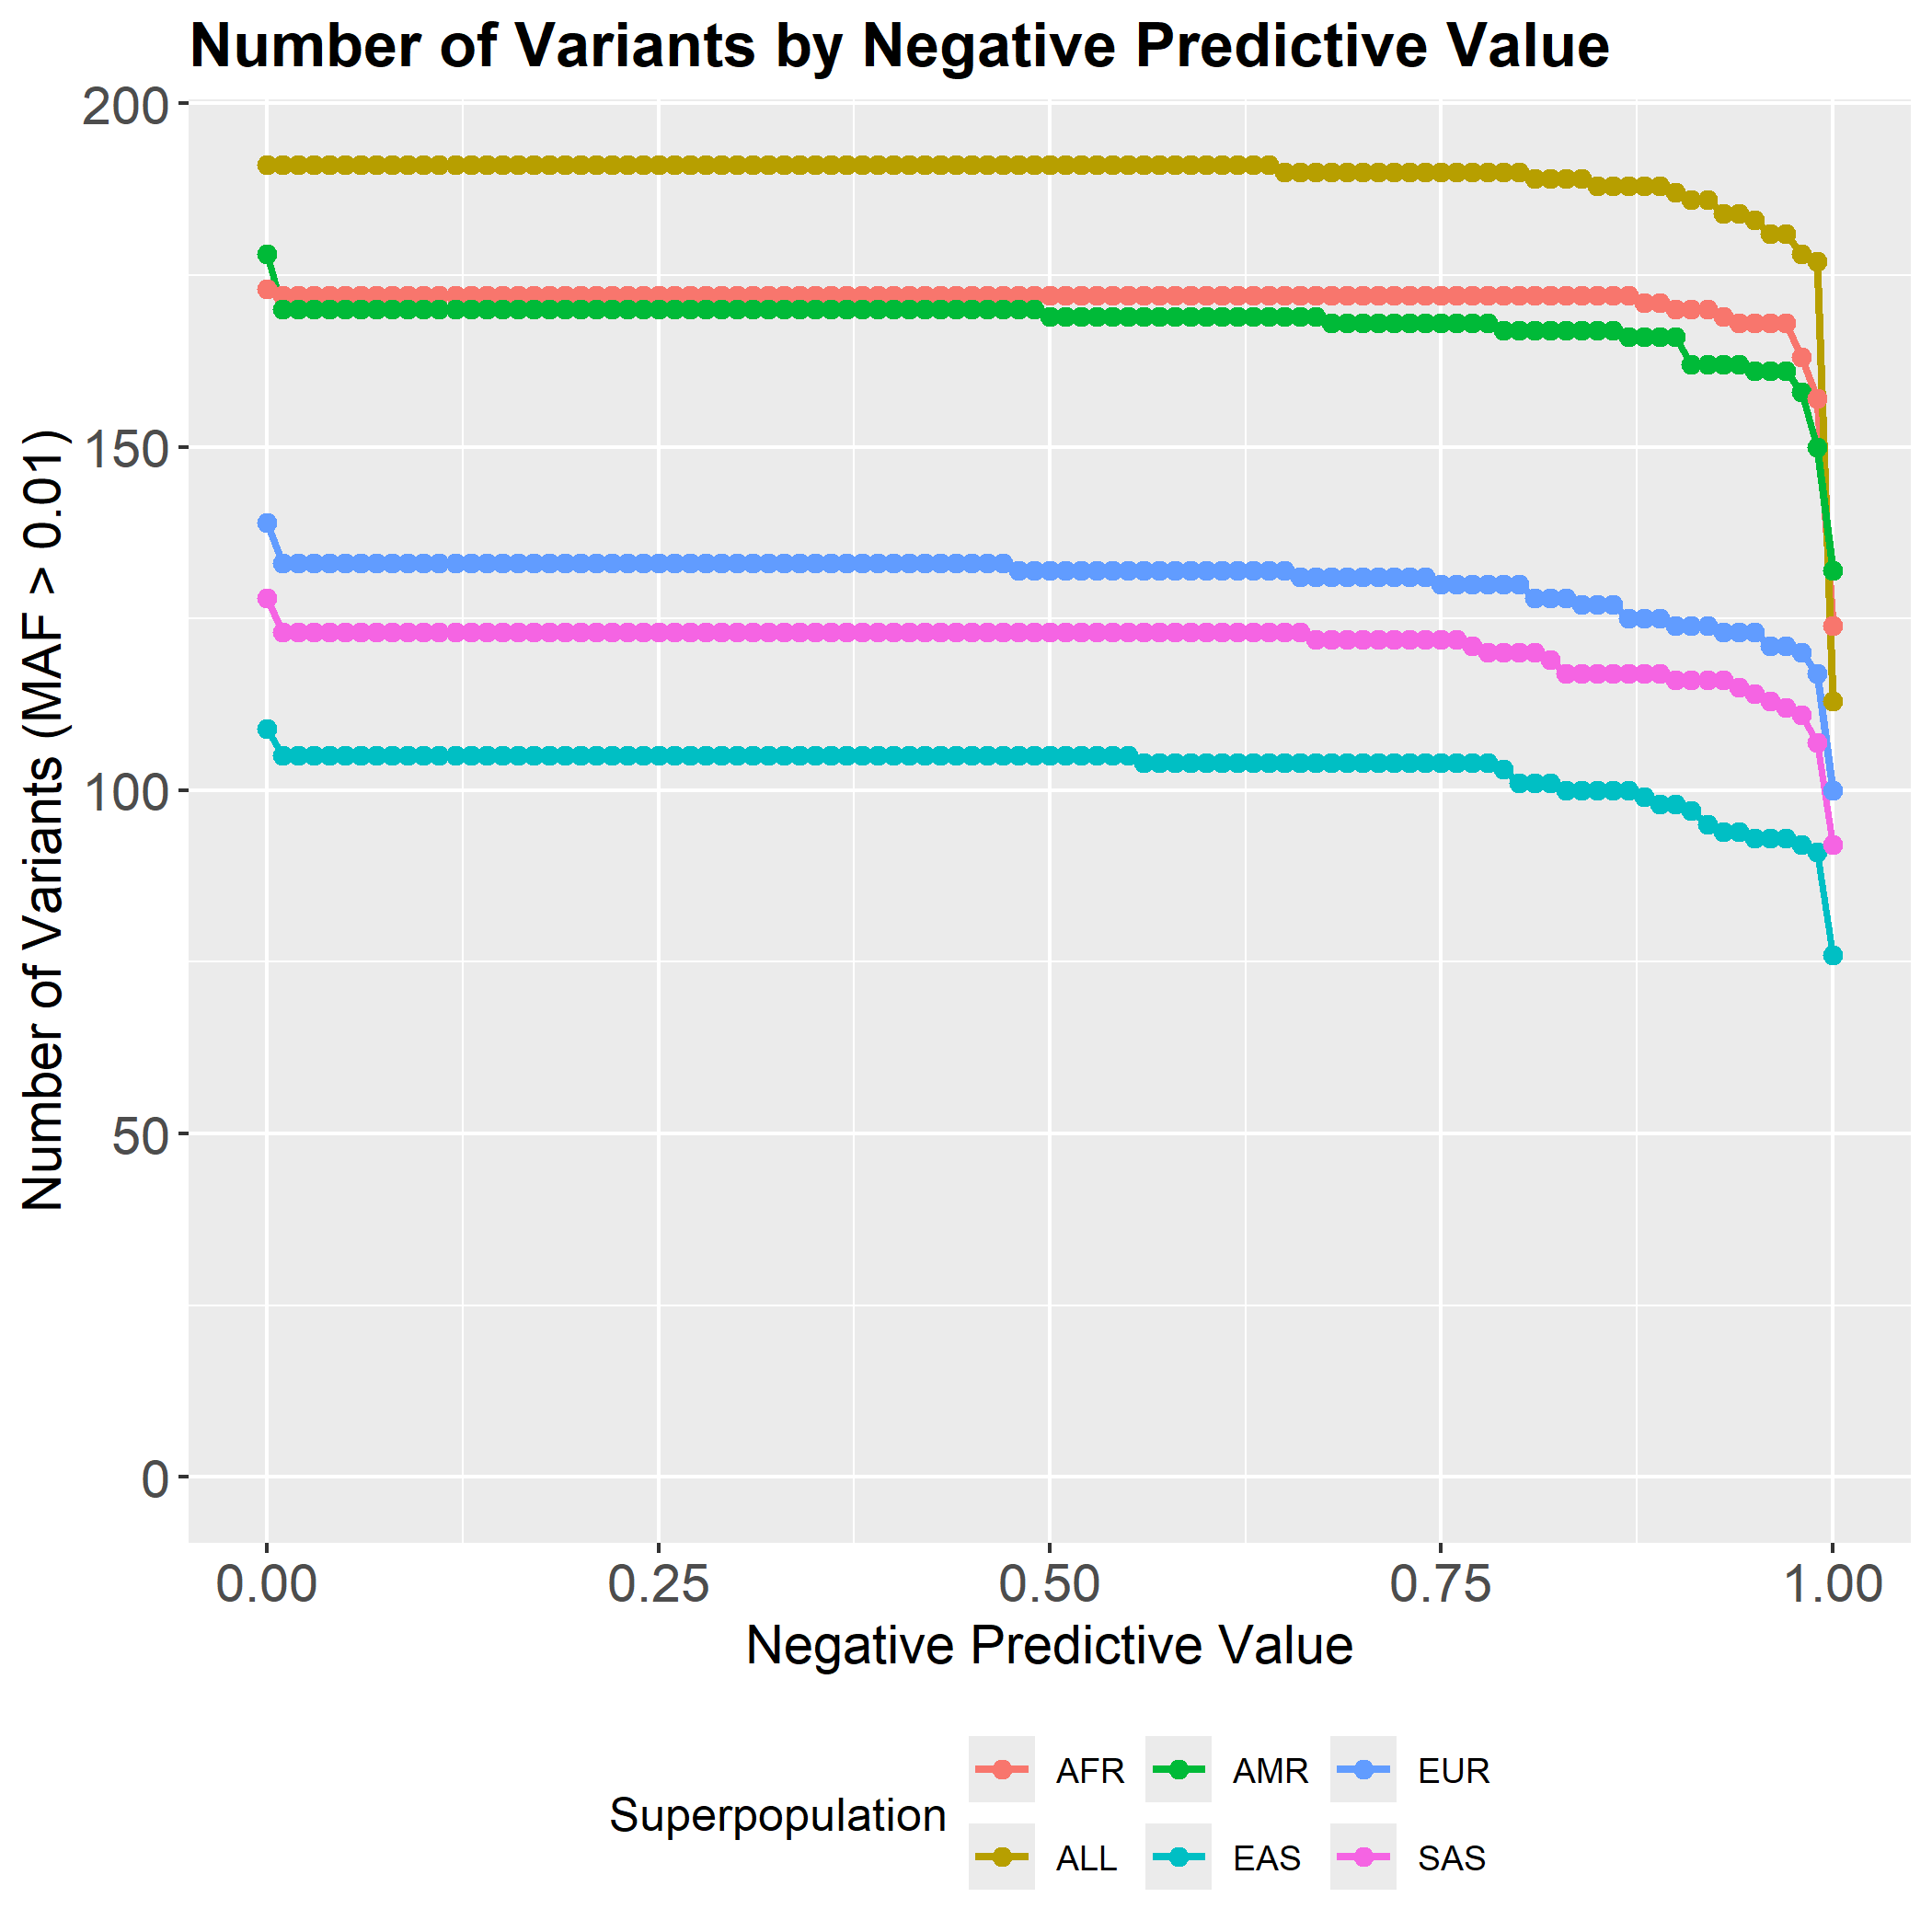 Number of Variants by Negative Predictive Value
Number of Variants (MAF > 0.01)
200
150
100
50
0
0.00 0.25 0.50 0.75 1.00
Negative Predictive Value
Superpopulation
AFR AMR EUR
ALL EAS SAS